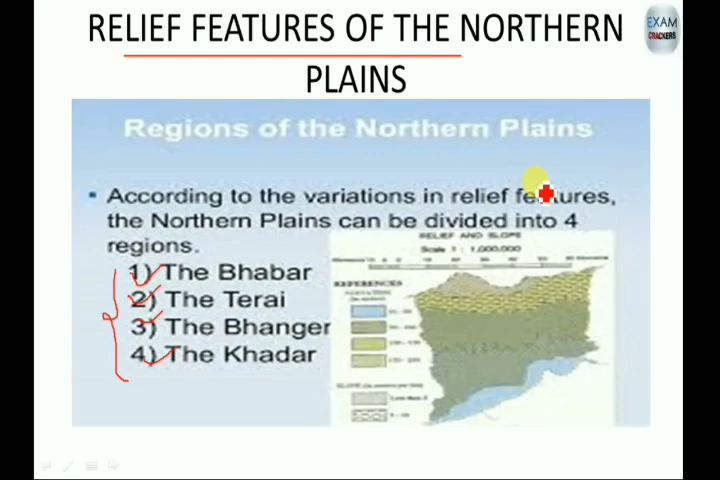 RELIEF FEATURES OF THE NORTHERN
PLAINS
EXAM
CRACKERS
Regions of the Northern Plains
▪ According to the variations in relief features,
the Northern Plains can be divided into 4
regions.
1) The Bhabar
2) The Terai
3) The Bhanger
4) The Khadar
RELIEF AND SLOPE
Scale 1 : 1,000,000
REFERENCES